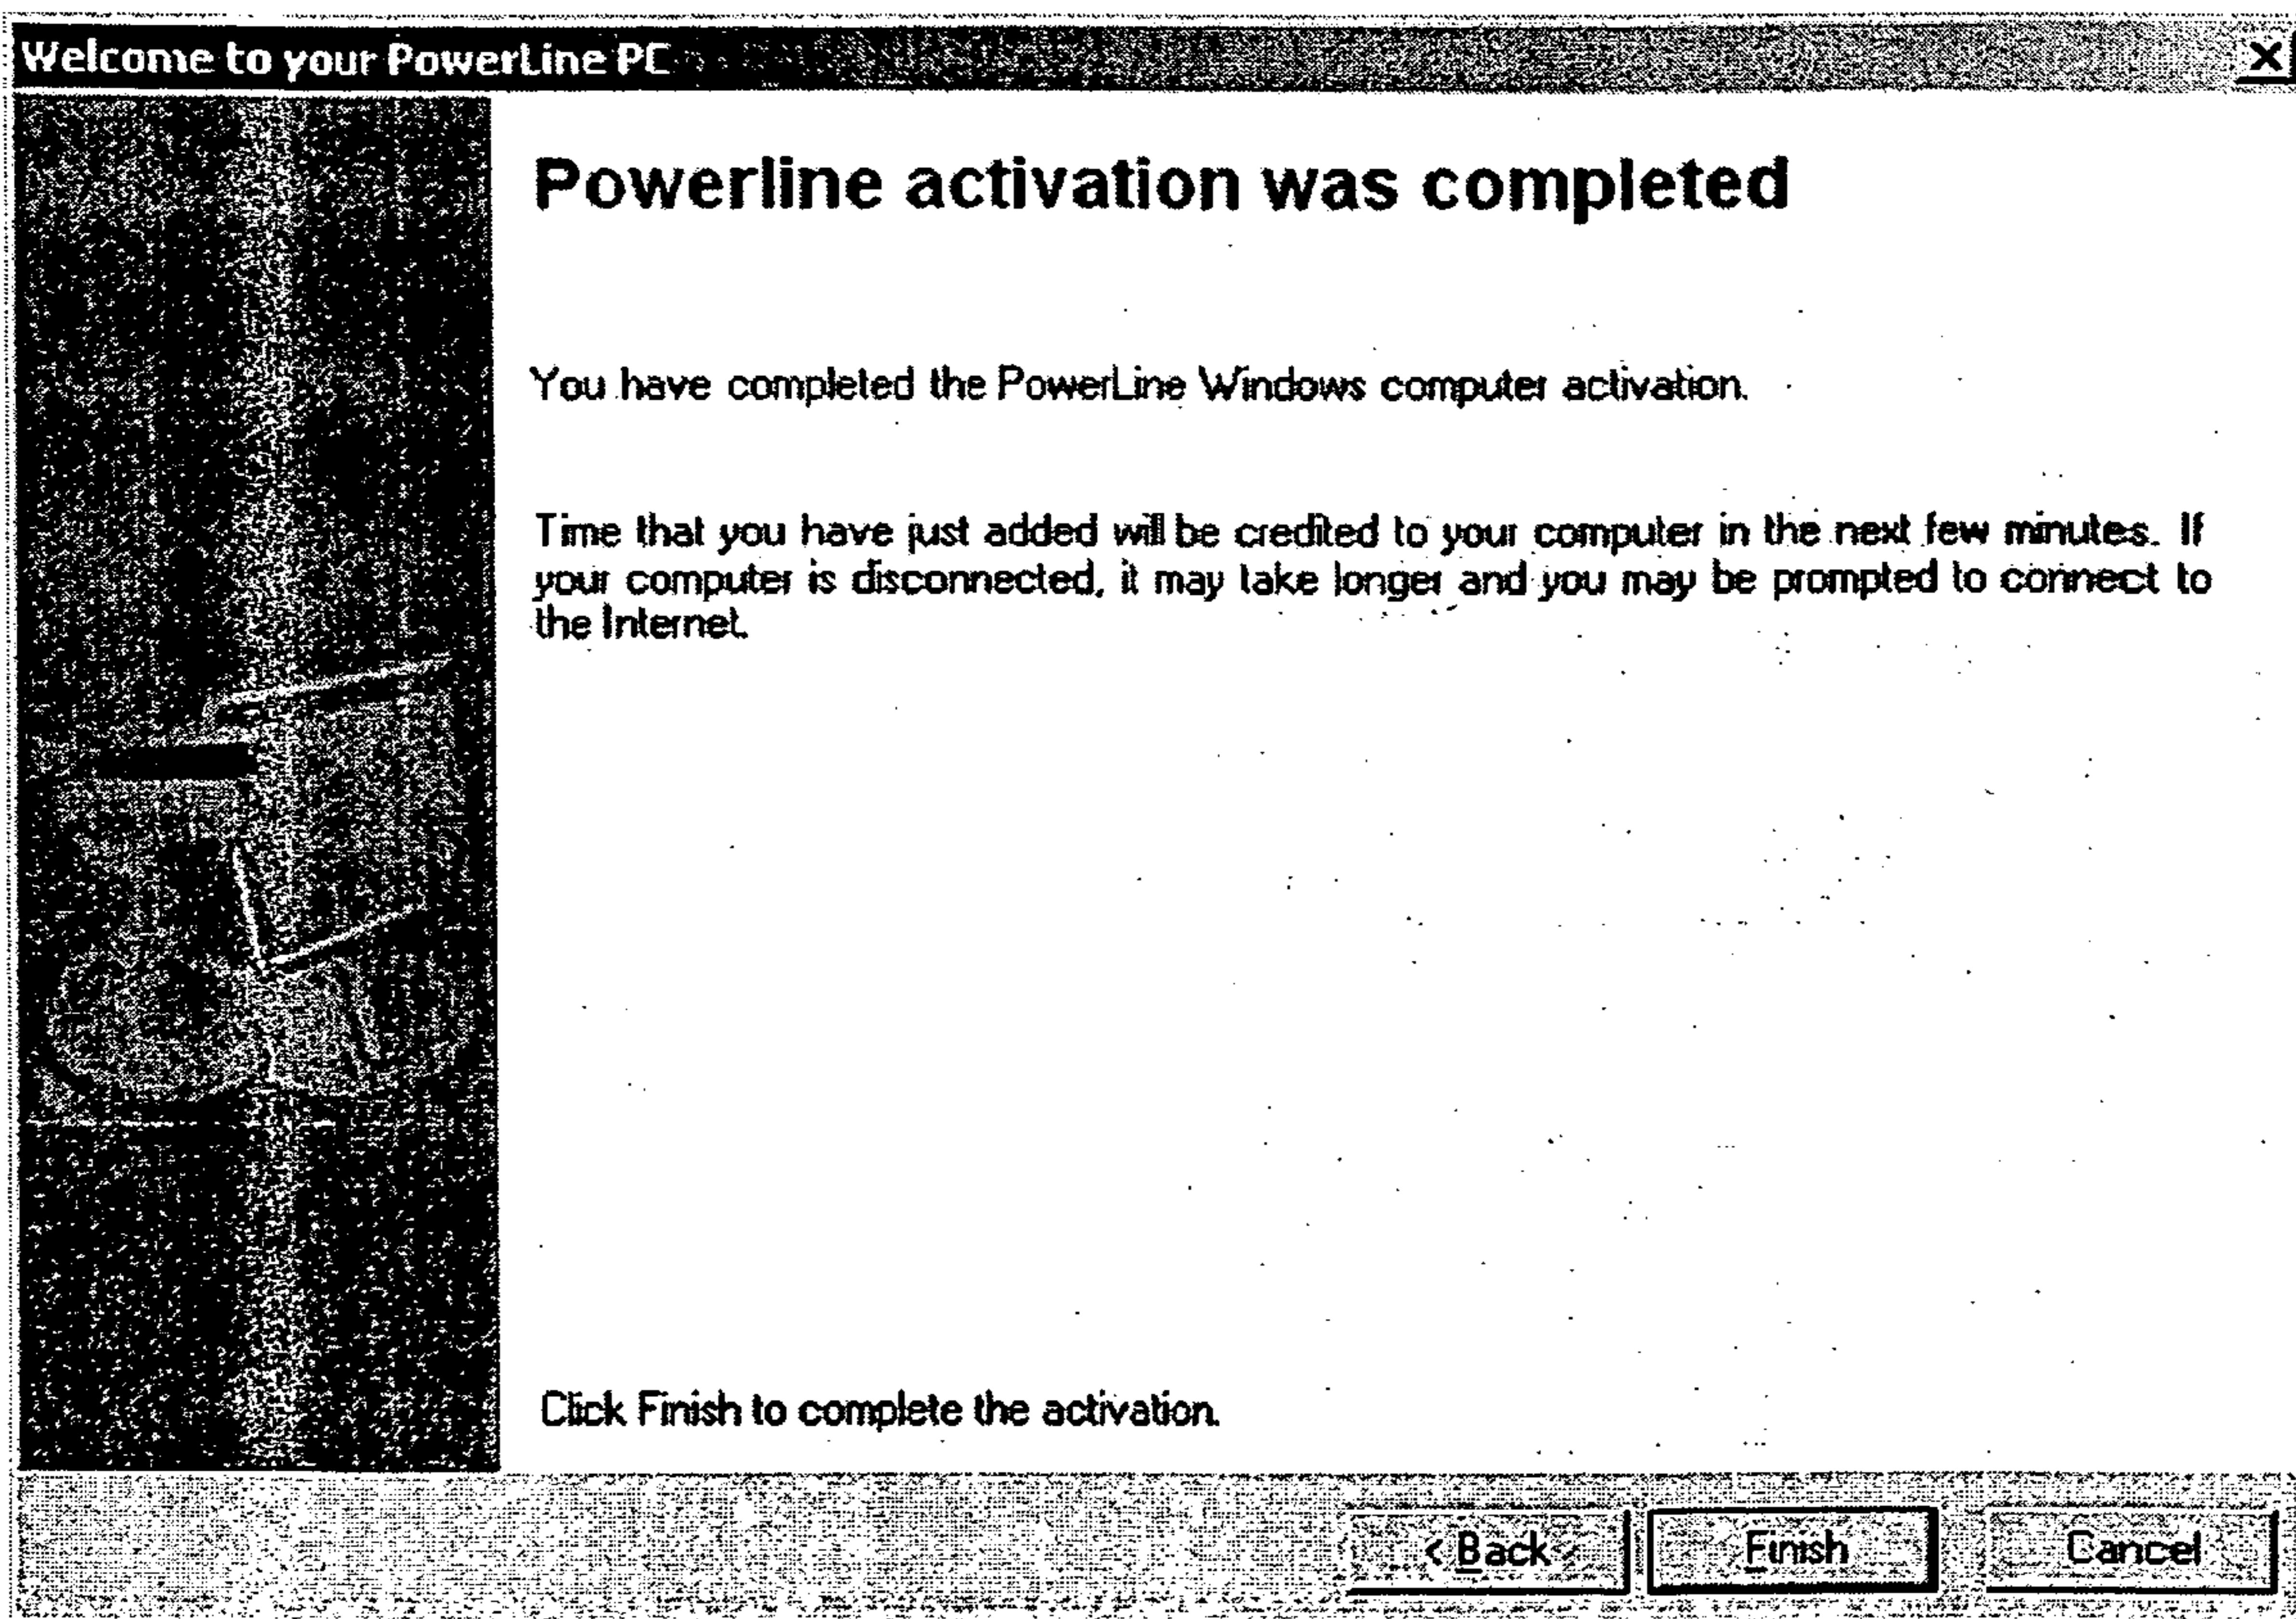 Welcome to your PowerLine PC
Powerline activation was completed
You have completed the PowerLine Windows computer activation.
Time that you have just added will be credited to your computer in the next few minutes. If
your computer is disconnected, it may take longer and you may be prompted to connect to
the Internet.
Click Finish to complete the activation.
< Back
Finish
Cancel